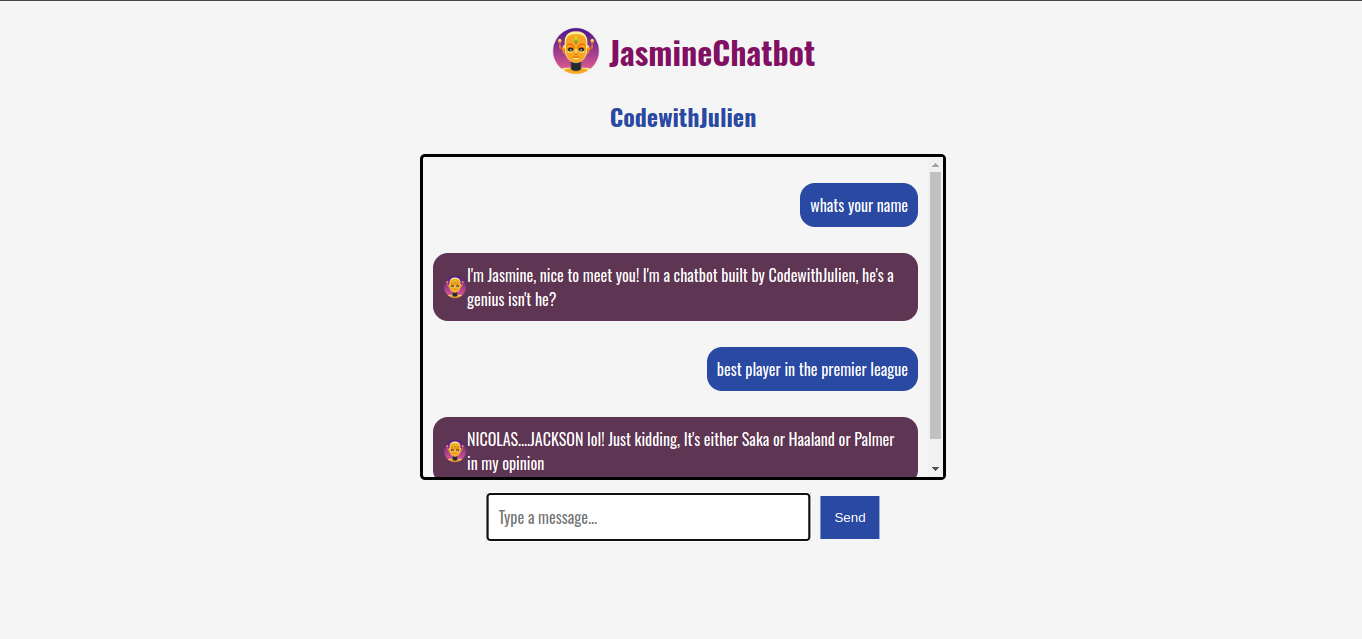 JasmineChatbot
CodewithJulien
whats your name
I'm Jasmine, nice to meet you! I'm a chatbot built by CodewithJulien, he's a
genius isn't he?
best player in the premier league
NICOLAS....JACKSON lol! Just kidding, It's either Saka or Haaland or Palmer
in my opinion
Type a message...
Send